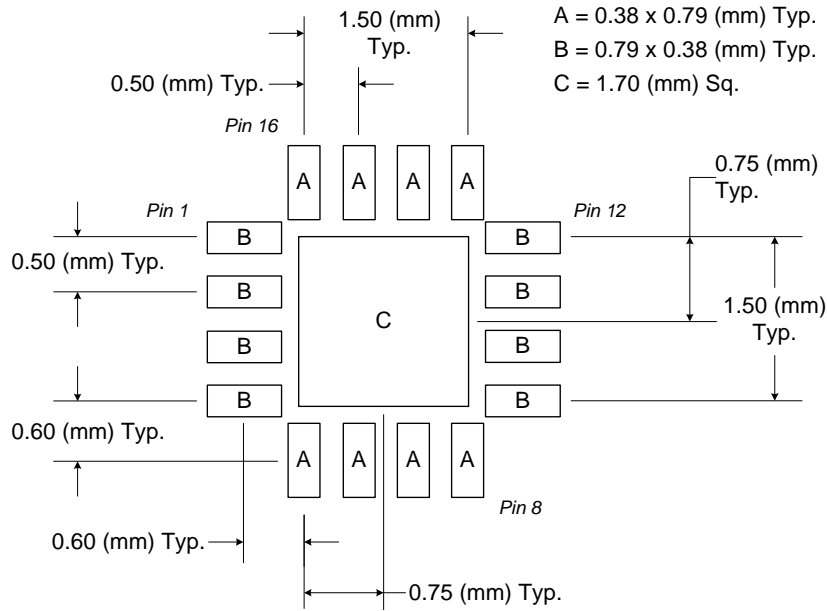 1.50 (mm)
Typ.
A = 0.38 x 0.79 (mm) Typ.
B = 0.79 x 0.38 (mm) Typ.
C = 1.70 (mm) Sq.
0.50 (mm) Typ.
Pin 16
0.75 (mm)
Typ.
A A A A
Pin 1
Pin 12
B B
0.50 (mm) Typ.
B B
C
1.50 (mm)
Typ.
B B
B B
0.60 (mm) Typ.
A A A A
Pin 8
0.60 (mm) Typ.
0.75 (mm) Typ.